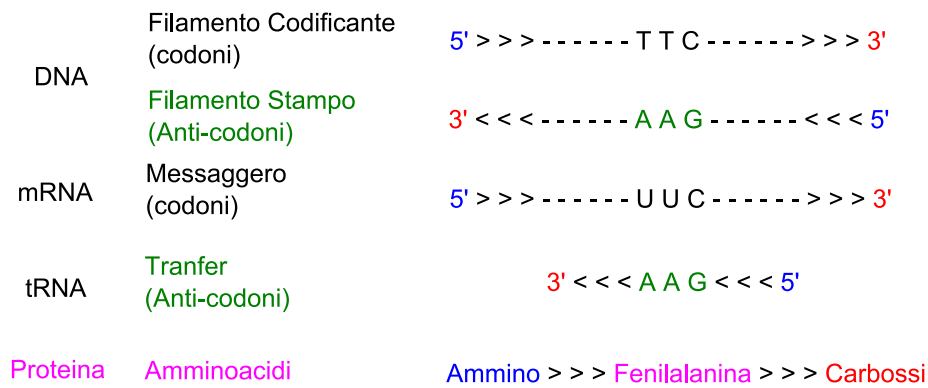 Filamento Codificante
(codoni)
5' > > > - - - - - - T T C - - - - - - > > > 3'
DNA
Filamento Stampo
(Anti-codoni)
3' < < < - - - - - - A A G - - - - - - < < < 5'
mRNA
Messaggero
(codoni)
5' > > > - - - - - - U U C - - - - - - > > > 3'
tRNA
Tranfer
(Anti-codoni)
3' < < < A A G < < < 5'
Proteina Amminoacidi Ammino > > > Fenilalanina > > > Carbossi